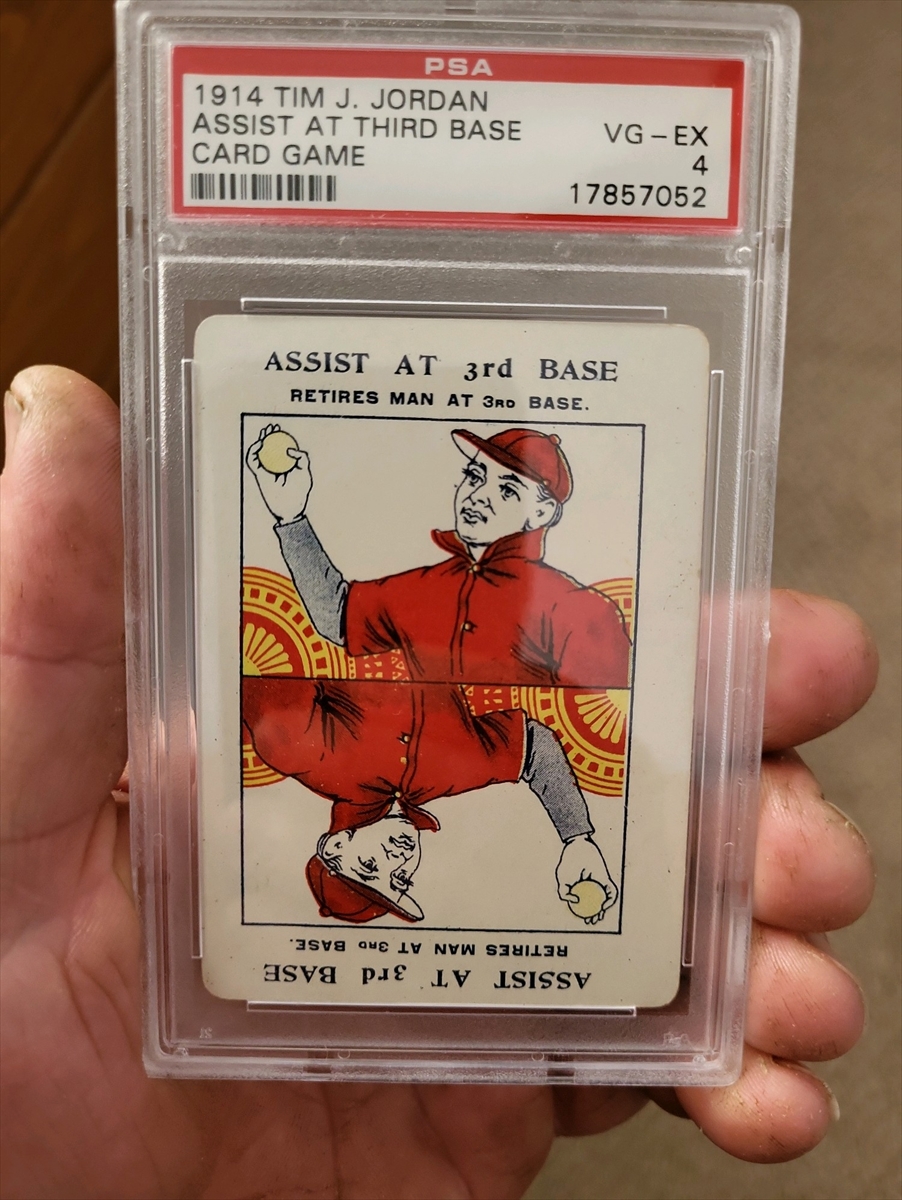 PSA
1914 TIM J. JORDAN
ASSIST AT THIRD BASE
CARD GAME
VG-EX
4
17857052
ASSIST AT 3rd BASE
RETIRES MAN AT 3RD BASE.
RETIRES MAN AT 3RD BASE.
ASSIST AT 3rd BASE